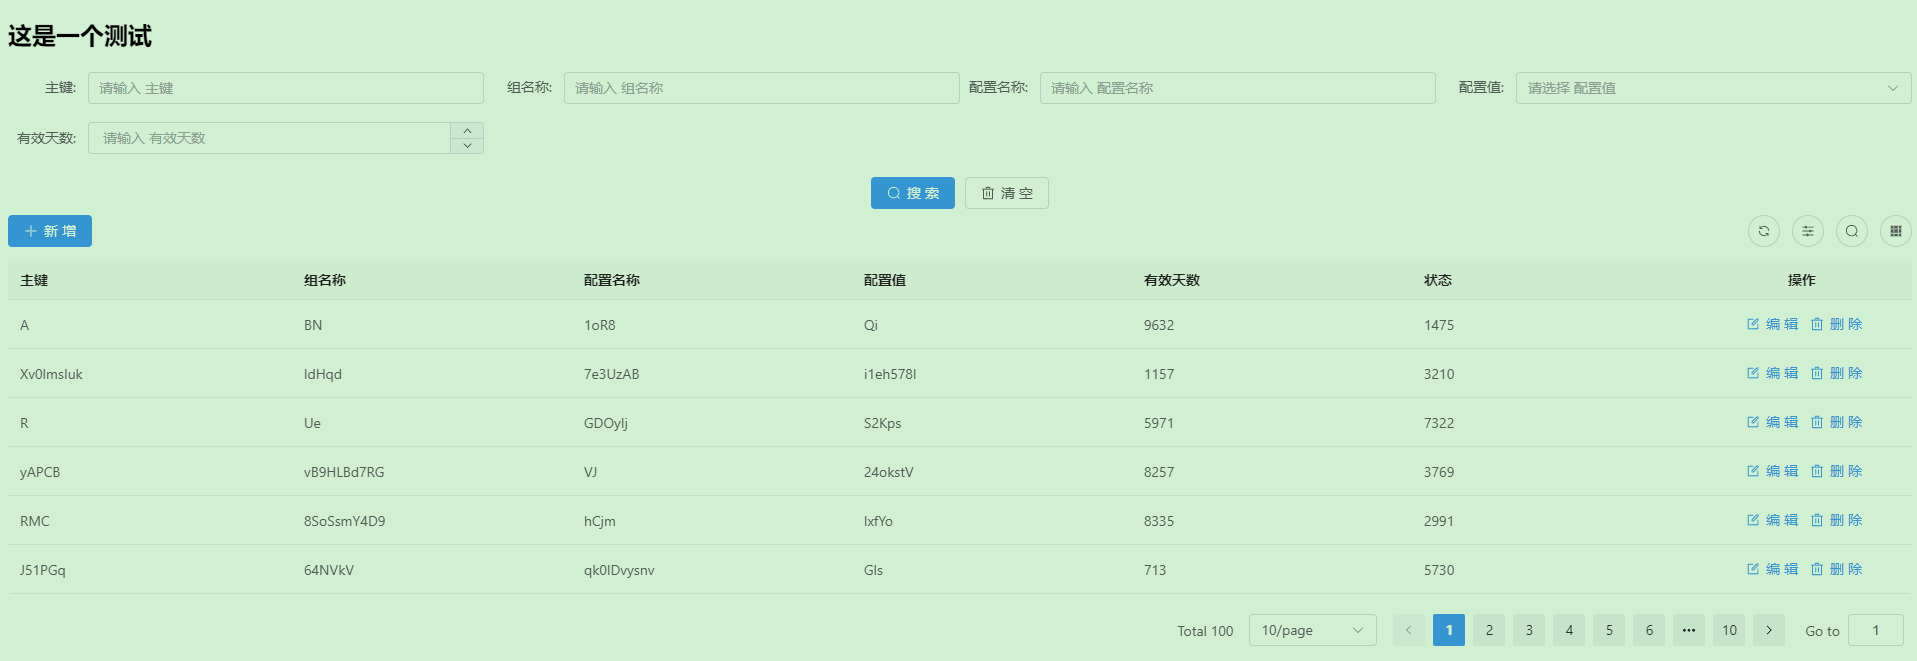 这是一个测试
主键: 请输入 主键 组名称: 请输入 组名称 配置名称: 请输入 配置名称 配置值: 请选择 配置值
有效天数: 请输入 有效天数
搜 索 清 空
新 增
主键 组名称 配置名称 配置值 有效天数 状态 操作
A BN 1oR8 Qi 9632 1475 编 辑 删 除
Xv0lmsluk ldHqd 7e3UzAB i1eh578I 1157 3210 编 辑 删 除
R Ue GDOylj S2Kps 5971 7322 编 辑 删 除
yAPCB vB9HLBd7RG VJ 24okstV 8257 3769 编 辑 删 除
RMC 8SoSsmY4D9 hCjm lxfYo 8335 2991 编 辑 删 除
J51PGq 64NVkV qk0IDvysnv Gls 713 5730 编 辑 删 除
Total 100 10/page 1 2 3 4 5 6 ••• 10 Go to 1